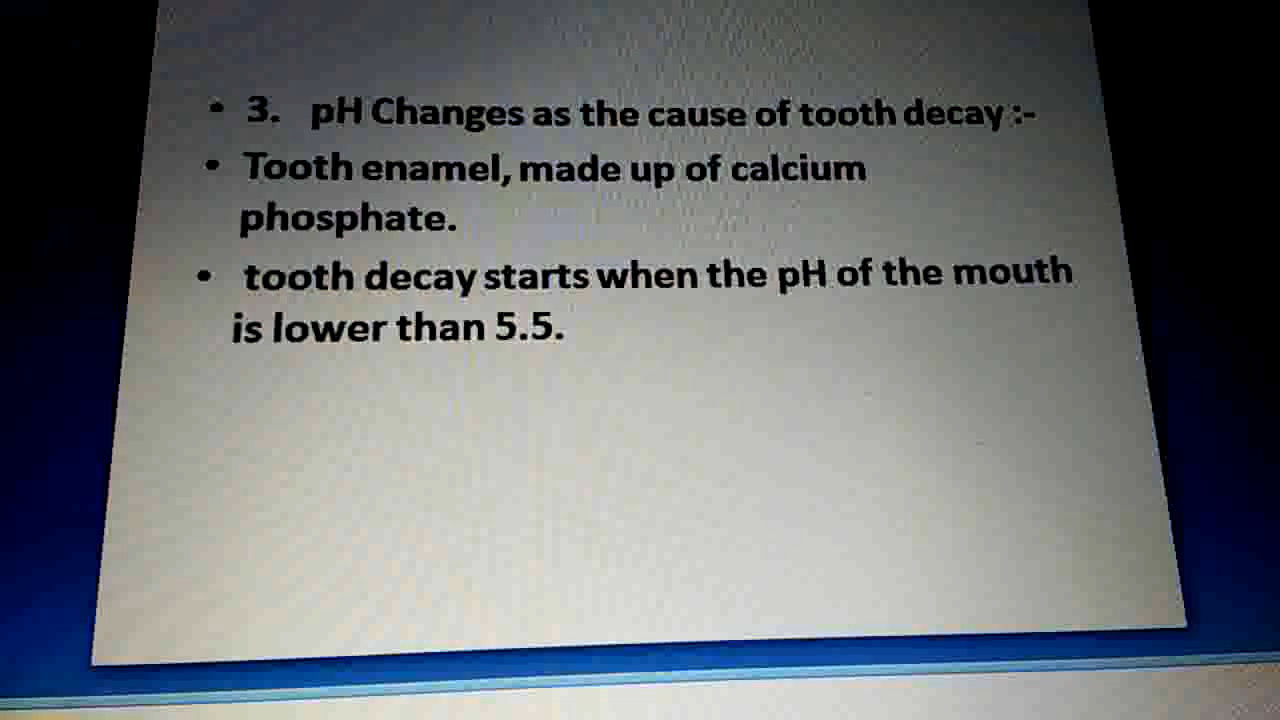 • 3. pH Changes as the cause of tooth decay :-
• Tooth enamel, made up of calcium
phosphate.
• tooth decay starts when the pH of the mouth
is lower than 5.5.